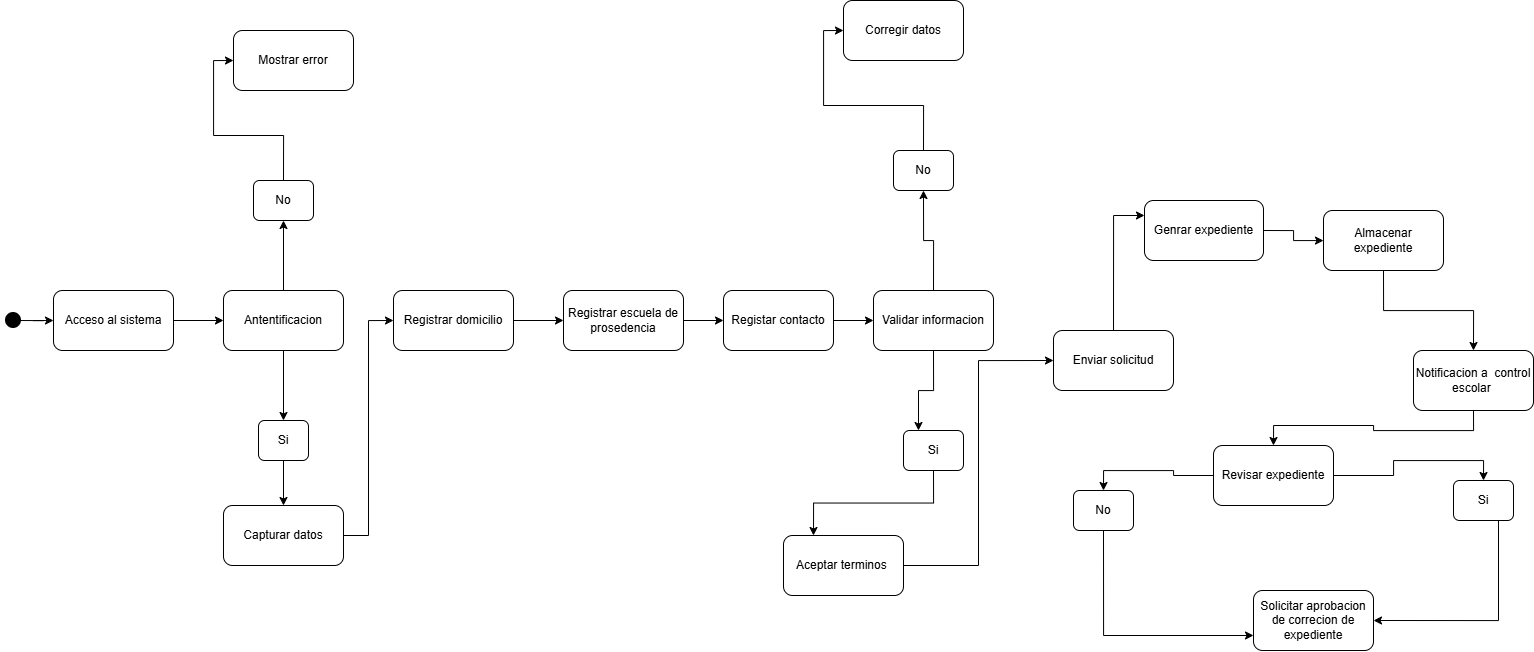 Corregir datos
Mostrar error
No
No
Genrar expediente
Almacenar
expediente
Acceso al sistema
Antentificacion
Registrar domicilio
Registrar escuela de
prosedencia
Registar contacto
Validar informacion
Enviar solicitud
Notificacion a  control
escolar
Si
Si
Revisar expediente
No
Si
Capturar datos
Aceptar terminos
Solicitar aprobacion
de correcion de
expediente